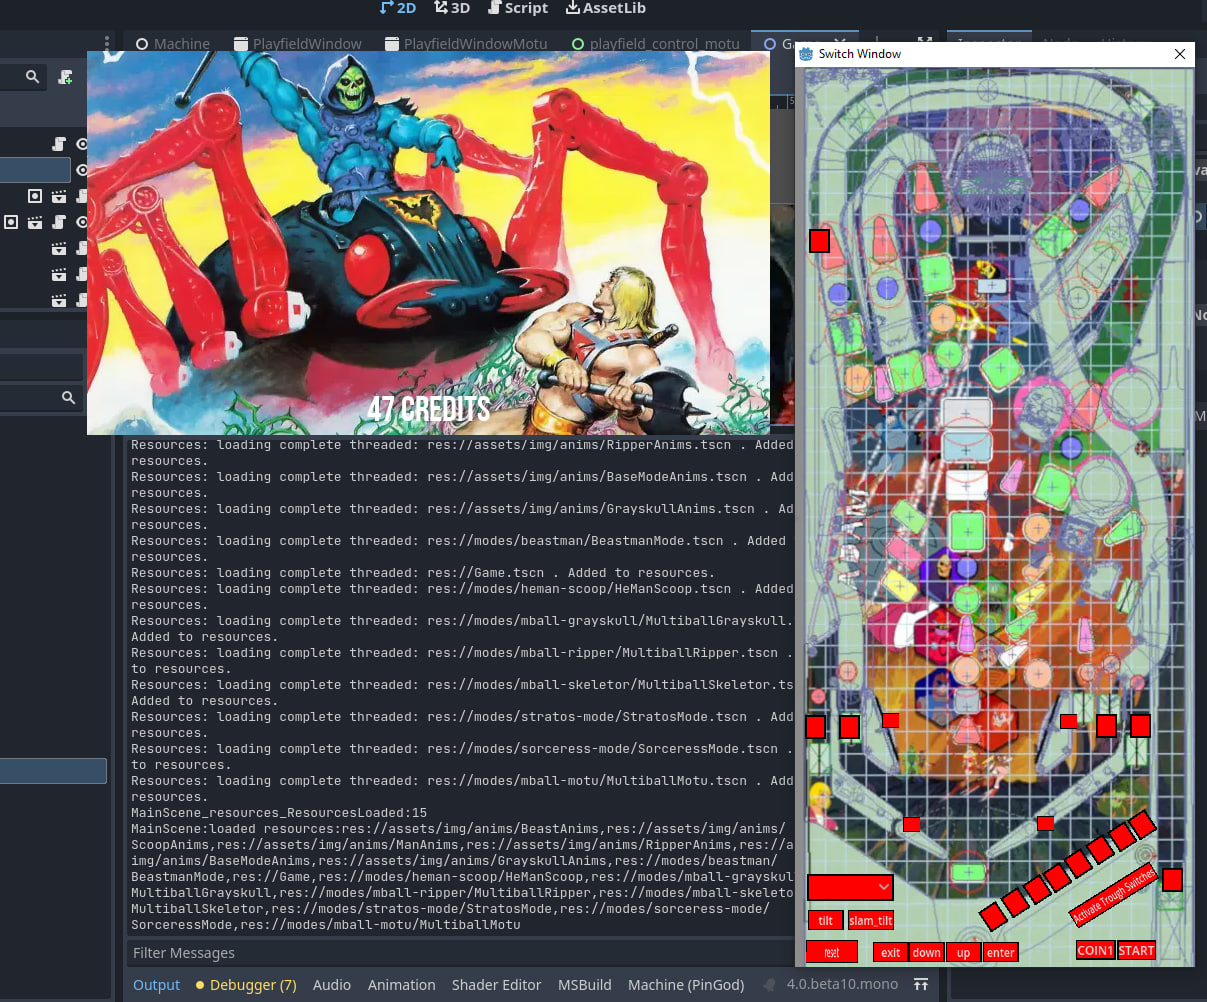 2D 3D Script AssetLib
Machine PlayfieldWindow PlayfieldWindowMotu playfield_control_motu
Switch Window
47 CREDITS
Resources: loading complete threaded: res://assets/img/anims/RipperAnims.tscn . Added
resources.
Resources: loading complete threaded: res://assets/img/anims/BaseModeAnims.tscn . Add
resources.
Resources: loading complete threaded: res://assets/img/anims/GrayskullAnims.tscn . Ad
resources.
Resources: loading complete threaded: res://modes/beastman/BeastmanMode.tscn . Added
resources.
Resources: loading complete threaded: res://Game.tscn . Added to resources.
Resources: loading complete threaded: res://modes/heman-scoop/HeManScoop.tscn . Added
resources.
Resources: loading complete threaded: res://modes/mball-grayskull/MultiballGrayskull.
Added to resources.
Resources: loading complete threaded: res://modes/mball-ripper/MultiballRipper.tscn .
to resources.
Resources: loading complete threaded: res://modes/mball-skeletor/MultiballSkeletor.ts
Added to resources.
Resources: loading complete threaded: res://modes/stratos-mode/StratosMode.tscn . Add
resources.
Resources: loading complete threaded: res://modes/sorceress-mode/SorceressMode.tscn .
to resources.
Resources: loading complete threaded: res://modes/mball-motu/MultiballMotu.tscn . Add
resources.
MainScene_resources_ResourcesLoaded:15
MainScene:loaded resources:res://assets/img/anims/BeastAnims,res://assets/img/anims/
ScoopAnims,res://assets/img/anims/ManAnims,res://assets/img/anims/RipperAnims,res://a
img/anims/BaseModeAnims,res://assets/img/anims/GrayskullAnims,res://modes/beastman/
BeastmanMode,res://Game,res://modes/heman-scoop/HeManScoop,res://modes/mball-grayskul
MultiballGrayskull,res://modes/mball-ripper/MultiballRipper,res://modes/mball-skeleto
MultiballSkeletor,res://modes/stratos-mode/StratosMode,res://modes/sorceress-mode/
SorceressMode,res://modes/mball-motu/MultiballMotu
Filter Messages
Output Debugger (7) Audio Animation Shader Editor MSBuild Machine (PinGod) 4.0.beta10.mono
Activate Trough Switches
tilt slam_tilt
reset exit down up enter COIN1 START